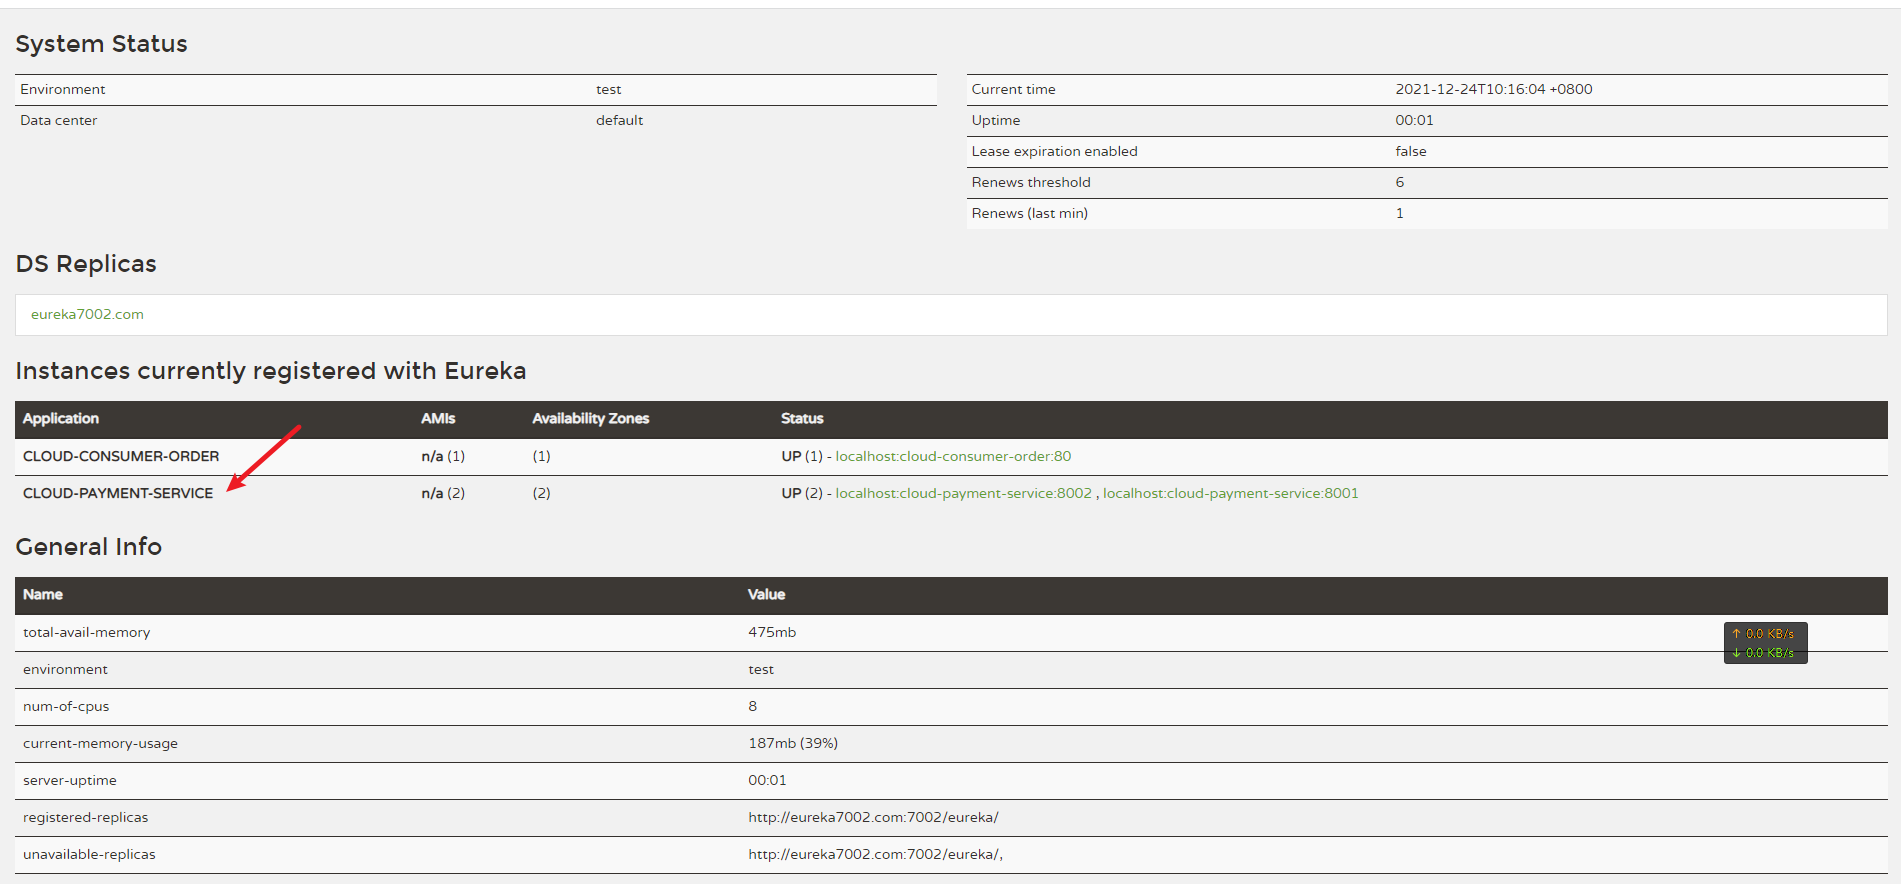 System Status
Environment test
Data center default
Current time 2021-12-24T10:16:04 +0800
Uptime 00:01
Lease expiration enabled false
Renews threshold 6
Renews (last min) 1
DS Replicas
eureka7002.com
Instances currently registered with Eureka
Application AMIs Availability Zones Status
CLOUD-CONSUMER-ORDER n/a (1) (1) UP (1) - localhost:cloud-consumer-order:80
CLOUD-PAYMENT-SERVICE n/a (2) (2) UP (2) - localhost:cloud-payment-service:8002 , localhost:cloud-payment-service:8001
General Info
Name Value
total-avail-memory 475mb
↑ 0.0 KB/s
↓ 0.0 KB/s
environment test
num-of-cpus 8
current-memory-usage 187mb (39%)
server-uptime 00:01
registered-replicas http://eureka7002.com:7002/eureka/
unavailable-replicas http://eureka7002.com:7002/eureka/,